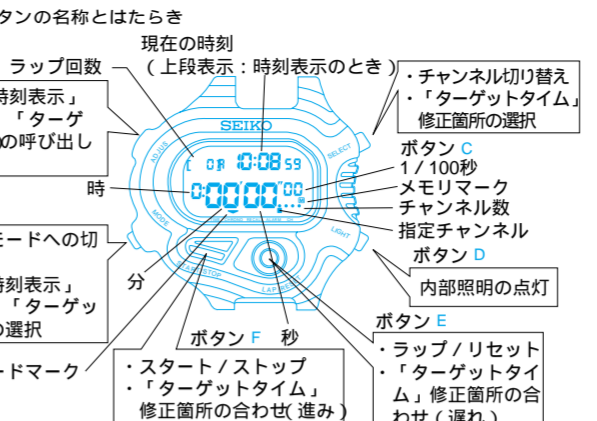 タンの名称とはたらき
現在の時刻
(上段表示：時刻表示のとき)
ラップ回数
・チャンネル切り替え
・「ターゲットタイム」
修正箇所の選択
時刻表示」
「ターゲ
の呼び出し
SEIKO
ADJUS
SELECT
0R 10:08 59
0:00'00"00
ボタン C
1/100秒
メモリマーク
チャンネル数
指定チャンネル
時
MODE
LIGHT
START/STOP
LAP/RESET
ボタン D
内部照明の点灯
モードへの切
時刻表示」
「ターゲッ
の選択
分
ードマーク
ボタン F
秒
・スタート/ストップ
・「ターゲットタイム」
修正箇所の合わせ(進み)
ボタン E
・ラップ/リセット
・「ターゲットタイ
ム」修正箇所の合
わせ(遅れ)